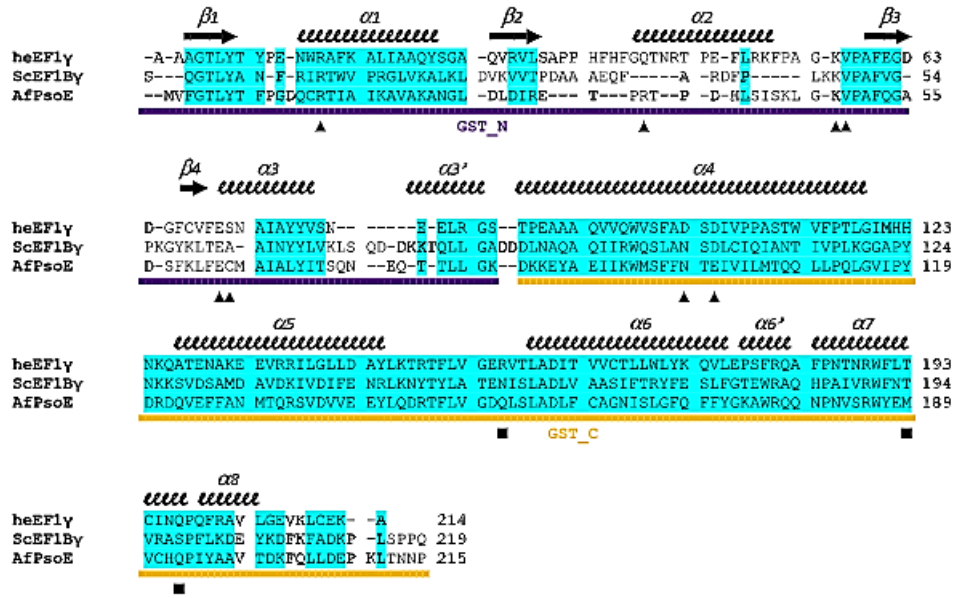 β1 α1 β2 α2 β3
heEF1γ -A-AAGTLYT YPE-NWRAFK ALIAAQYSGA -QVRVLSAPP HFHFGQTNRT PE-FLRKFPA G-KVPAFEGD 63
ScEF1Bγ S---QGTLYA N--FRIRTWV PRGLVKALKL DVKVVTPDAA AEQF-----A --RDFP---- LKKVPAFVG- 54
AfPsoE --MVFGTLYT FPGDQCRTIA IKAVAKANGL -DLDIRE--- T---PRT--P -D-KLSISKL G-KVPAFQGA 55
GST_N
β4 α3 α3' α4
heEF1γ D-GFCVFESN AIAYYVSN-- -----E-ELR GS--TPEAAA QVVQWVSFAD SDIVPPASTW VFPTLGIMHH 123
ScEF1Bγ PKGYKLTEA- AINYYLVKLS QD-DKKTQLL GADDDLNAQA QIIRWQSLAN SDLCIQIANT IVPLKGGAPY 124
AfPsoE D-SFKLFECM AIALYITSQN --EQ-T-TLL GK--DKKEYA EIIKWMSFFN TEIVILMTQQ LLPQLGVIPY 119
α5 α6 α6' α7
heEF1γ NKQATENAKE EVRRILGLLD AYLKTRTFLV GERVTLADIT VVCTLLWLYK QVLEPSFRQA FPNTNRWFLT 193
ScEF1Bγ NKKSVDSAMD AVDKIVDIFE NRLKNYTYLA TENISLADLV AASIFTRYFE SLFGTEWRAQ HPAIVRWFNT 194
AfPsoE DRDQVEFFAN MTQRSVDVVE EYLQDRTFLV GDQLSLADLF CAGNISLGFQ FFYGKAWRQQ NPNVSRWYEM 189
GST_C
α8
heEF1γ CINQPQFRAV LGEVKLCEK- -A 214
ScEF1Bγ VRASPFLKDE YKDFKFADKP -LSPPQ 219
AfPsoE VCHQPIYAAV TDKFQLLDEP KLTNNP 215